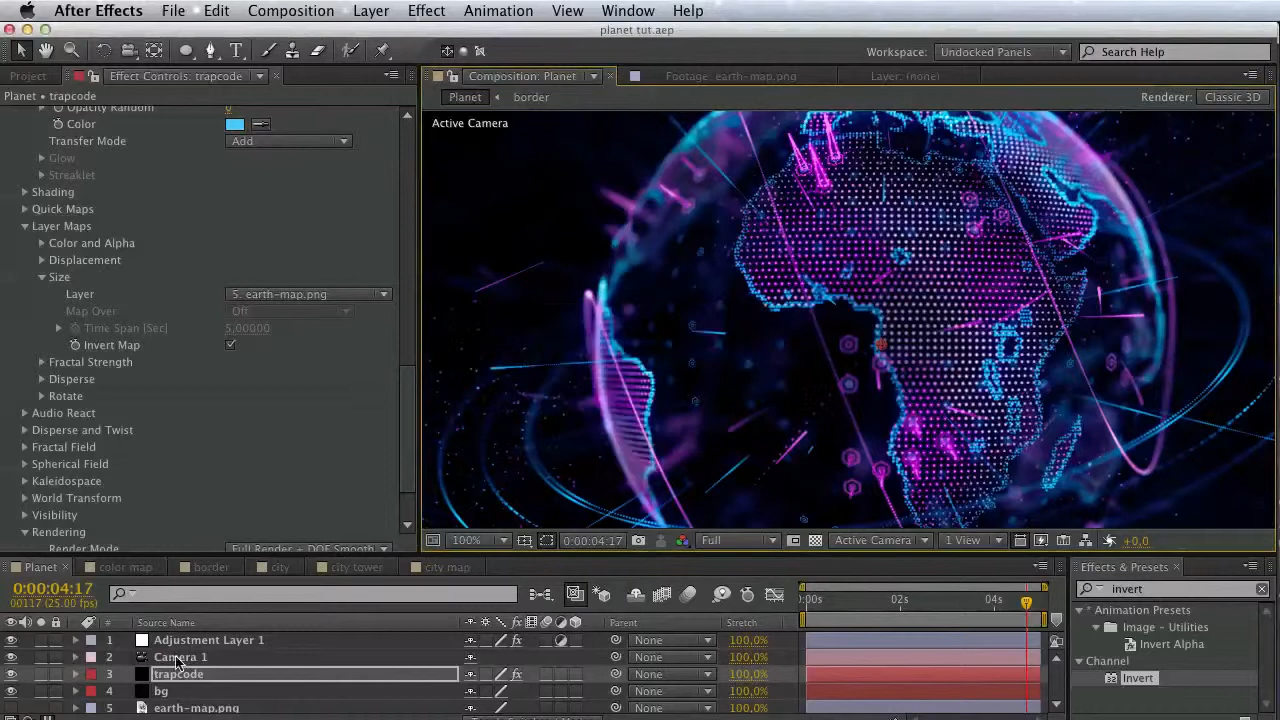 After Effects File Edit Composition Layer Effect Animation View Window Help
planet tut.aep
Workspace: Undocked Panels Search Help
Project Effect Controls: trapcode Composition: Planet Footage: earth-map.png Layer: (none)
Planet • trapcode Planet border Renderer: Classic 3D
Opacity Random 0
Active Camera
Color
Transfer Mode Add
Glow
Streaklet
Shading
Quick Maps
Layer Maps
Color and Alpha
Displacement
Size
Layer 5. earth-map.png
Map Over Off
Time Span [Sec] 5,00000
Invert Map
Fractal Strength
Disperse
Rotate
Audio React
Disperse and Twist
Fractal Field
Spherical Field
Kaleidospace
World Transform
Visibility
Rendering
Render Mode Full Render + DOF Smooth
100% 0:00:04:17 Full Active Camera 1 View +0,0
Planet color map border city city tower city map Effects & Presets
0:00:04:17
00117 (25.00 fps)
:00s 02s 04s
invert
# Source Name Parent Stretch
* Animation Presets
Image – Utilities
Invert Alpha
Channel
Invert
1 Adjustment Layer 1 None 100,0%
2 Camera 1 None 100,0%
3 trapcode None 100,0%
4 bg None 100,0%
5 earth-map.png None 100,0%